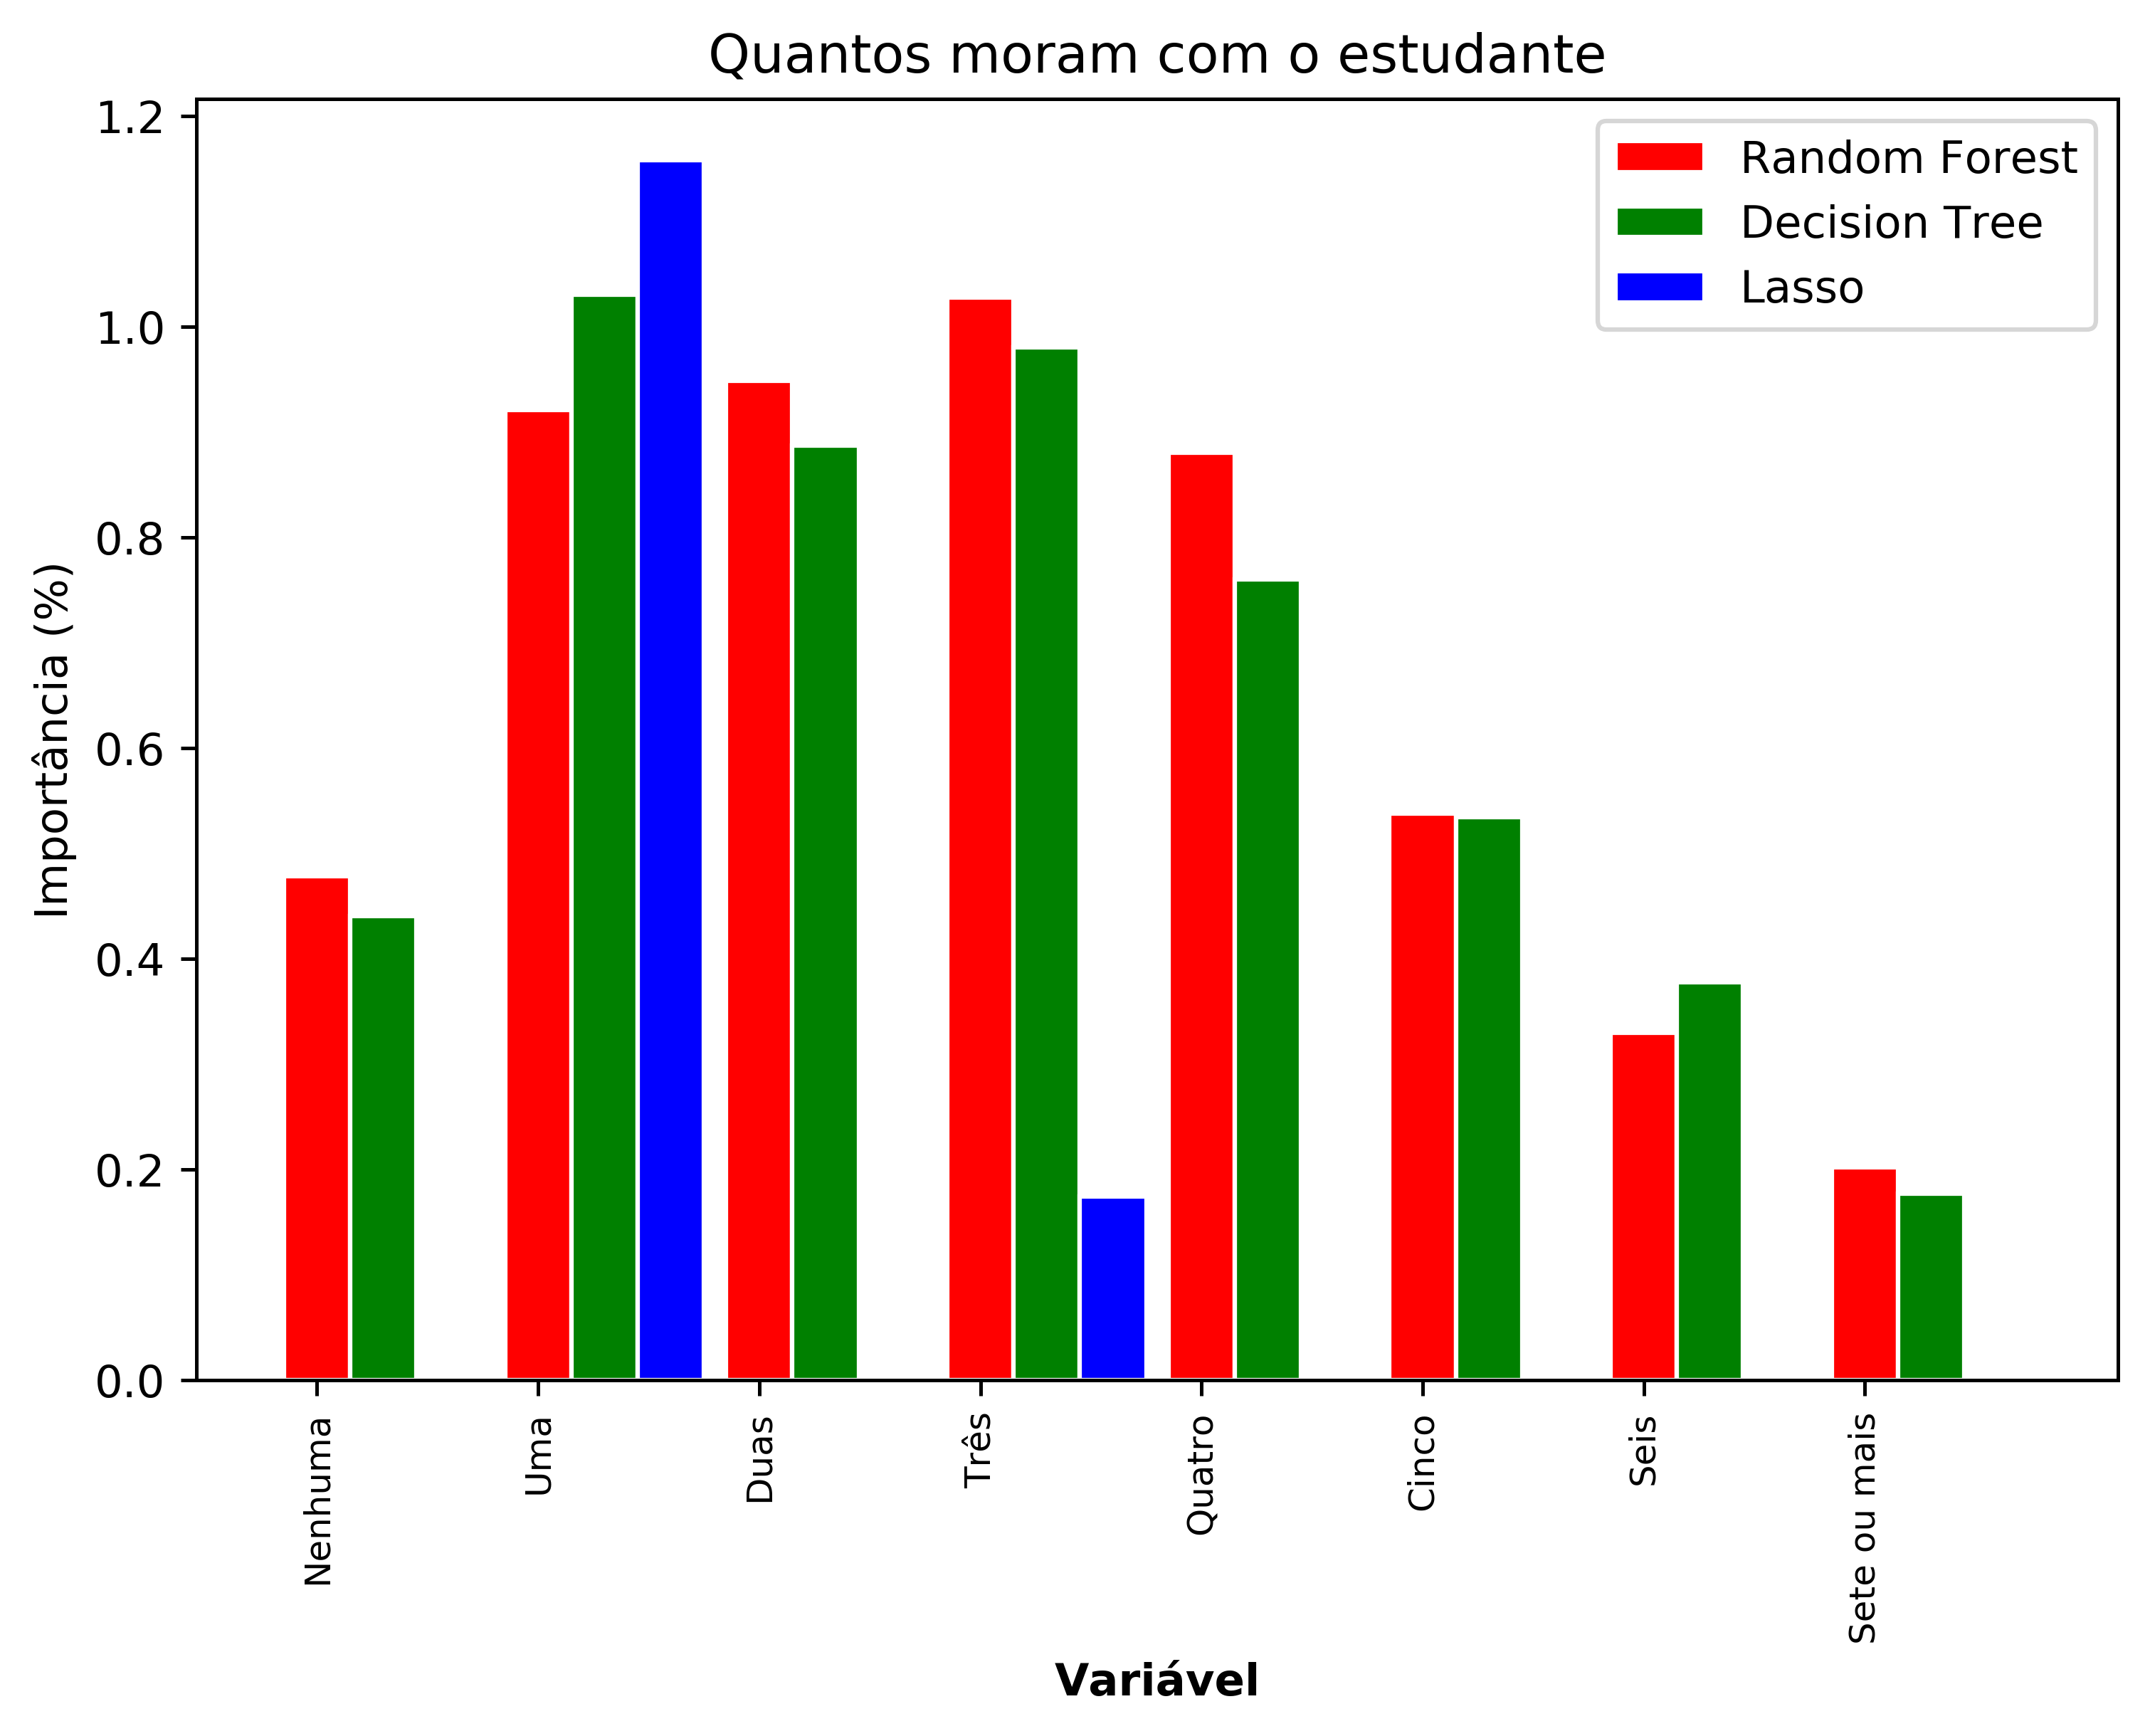 Quantos moram com o estudante
1.2
1.0
0.8
0.6
0.4
0.2
0.0
Importância (%)
Random Forest
Decision Tree
Lasso
Nenhuma
Uma
Duas
Três
Quatro
Cinco
Seis
Sete ou mais
Variável